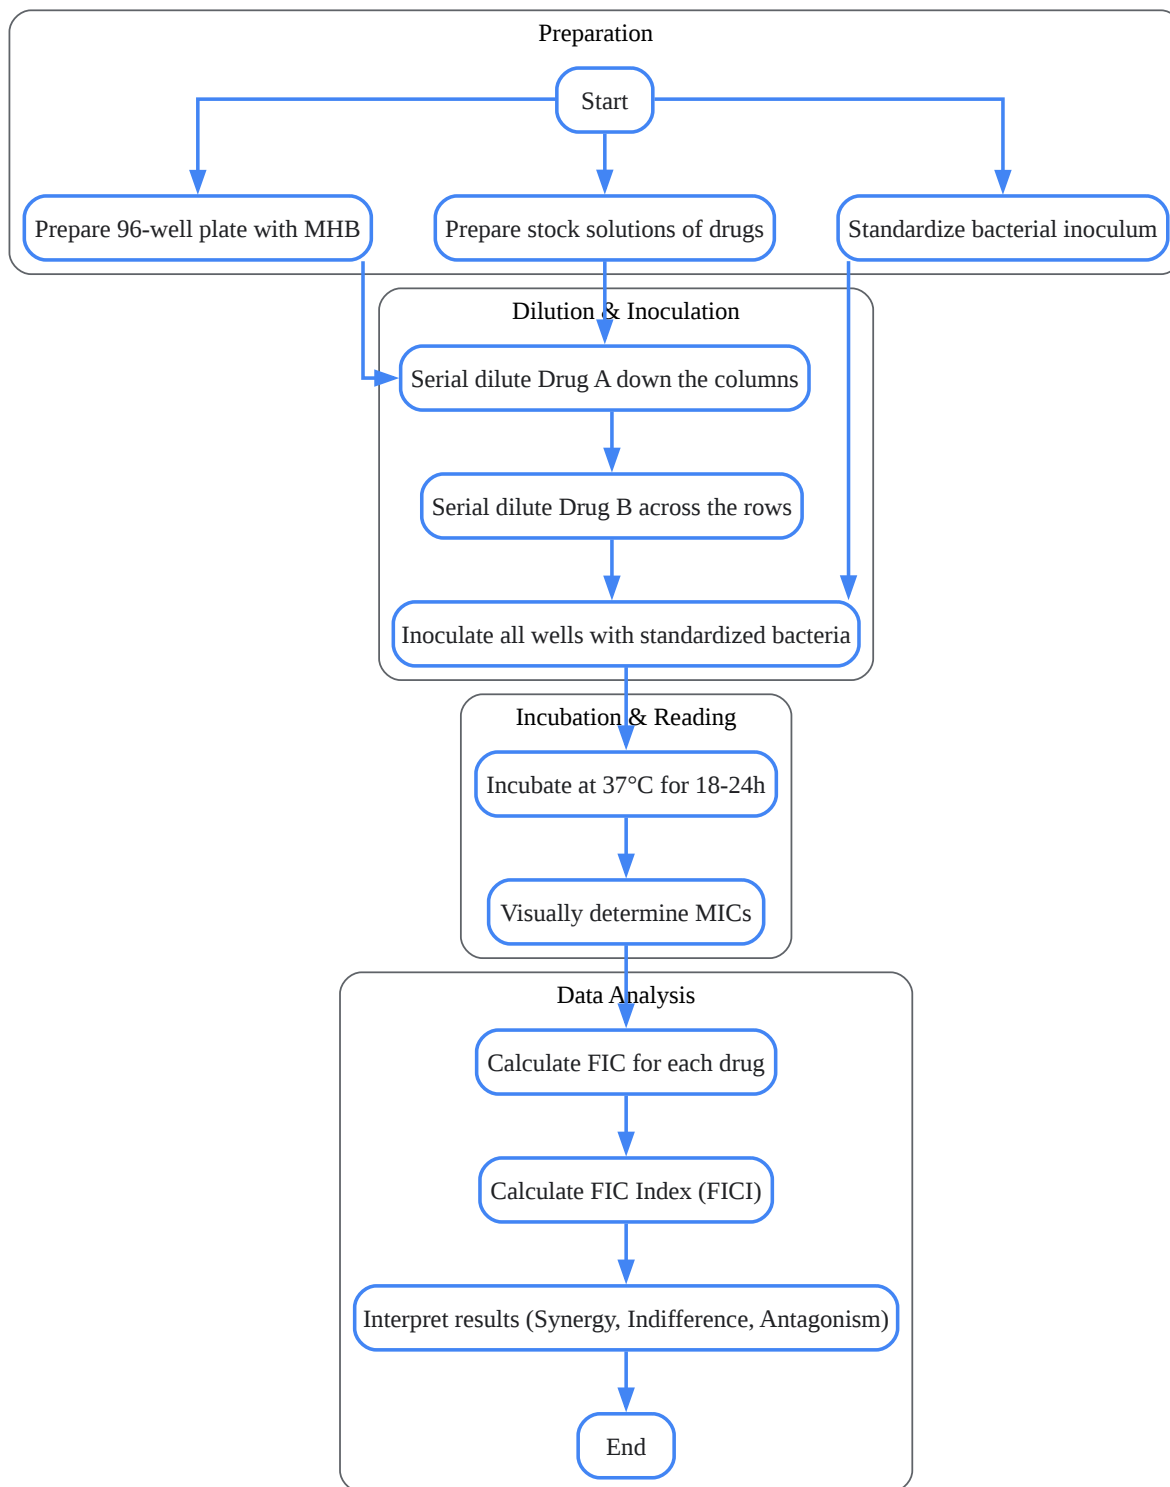 Preparation
Start
Prepare 96-well plate with MHB
Prepare stock solutions of drugs
Standardize bacterial inoculum
Dilution & Inoculation
Serial dilute Drug A down the columns
Serial dilute Drug B across the rows
Inoculate all wells with standardized bacteria
Incubation & Reading
Incubate at 37°C for 18-24h
Visually determine MICs
Data Analysis
Calculate FIC for each drug
Calculate FIC Index (FICI)
Interpret results (Synergy, Indifference, Antagonism)
End